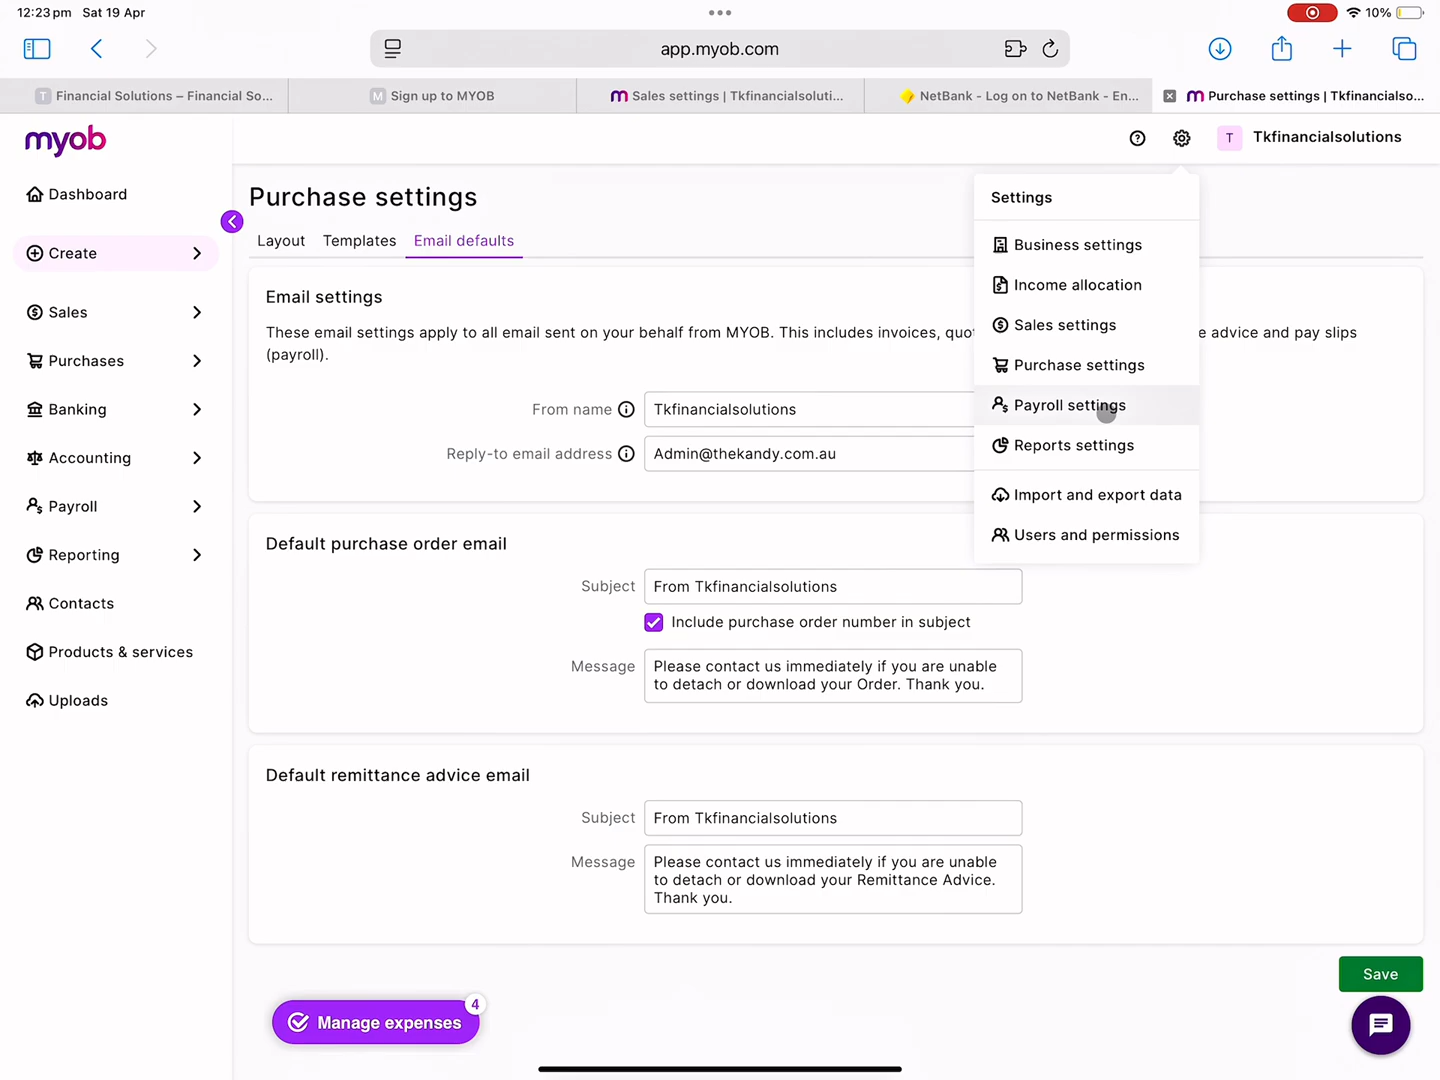 12:23 pm Sat 19 Apr
10%
app.myob.com
T Financial Solutions – Financial So...
M Sign up to MYOB
Sales settings | Tkfinancialsoluti...
NetBank - Log on to NetBank - En...
Purchase settings | Tkfinancialso...
myob
T Tkfinancialsolutions
Dashboard
Create
Sales
Purchases
Banking
Accounting
Payroll
Reporting
Contacts
Products & services
Uploads
Purchase settings
Layout Templates Email defaults
Email settings
These email settings apply to all email sent on your behalf from MYOB. This includes invoices, quo
e advice and pay slips
(payroll).
From name Tkfinancialsolutions
Reply-to email address Admin@thekandy.com.au
Default purchase order email
Subject From Tkfinancialsolutions
Include purchase order number in subject
Message Please contact us immediately if you are unable
to detach or download your Order. Thank you.
Default remittance advice email
Subject From Tkfinancialsolutions
Message Please contact us immediately if you are unable
to detach or download your Remittance Advice.
Thank you.
Settings
Business settings
Income allocation
Sales settings
Purchase settings
Payroll settings
Reports settings
Import and export data
Users and permissions
Save
Manage expenses 4